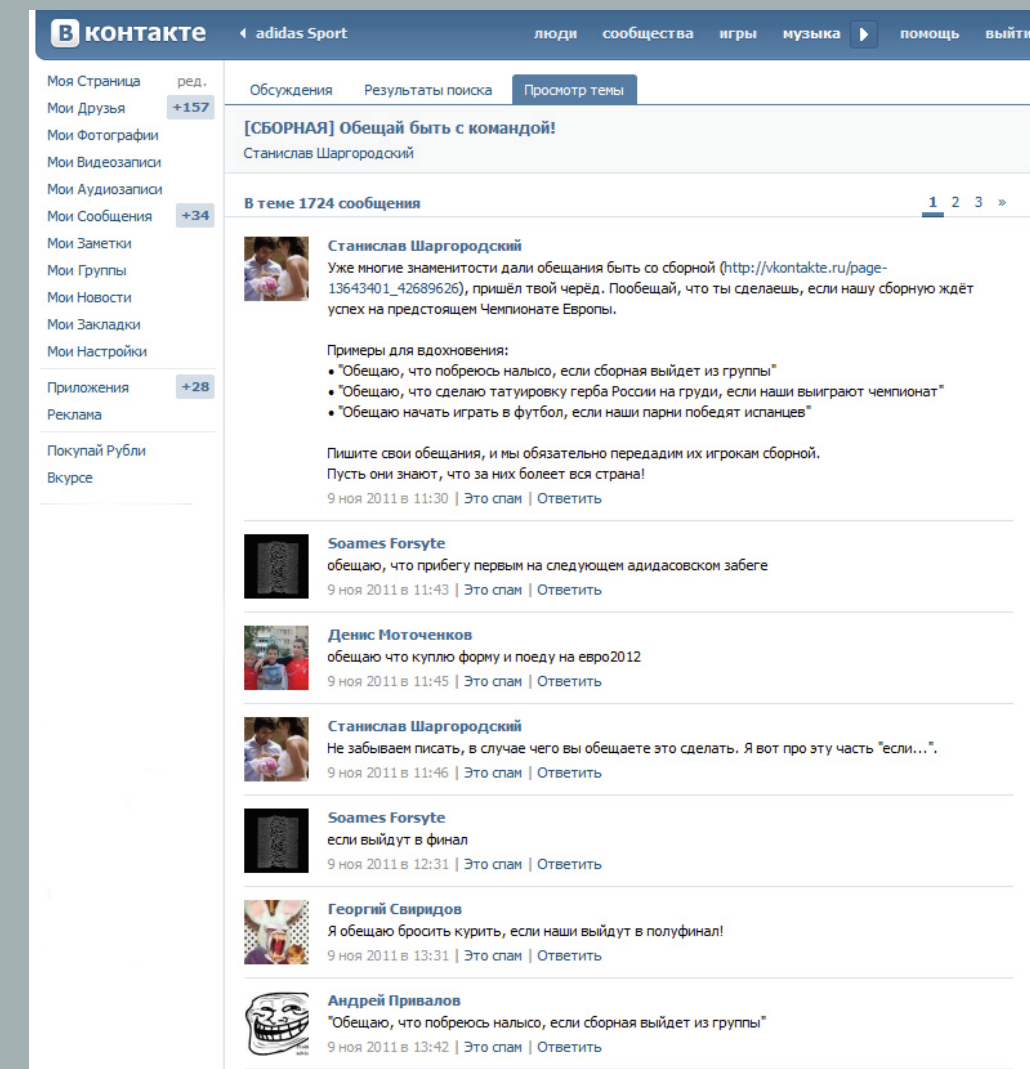 В контакте
adidas Sport
люди сообщества игры музыка помощь выйти
Моя Страница ред.
Мои Друзья +157
Мои Фотографии
Мои Видеозаписи
Мои Аудиозаписи
Мои Сообщения +34
Мои Заметки
Мои Группы
Мои Новости
Мои Закладки
Мои Настройки
Приложения +28
Реклама
Покупай Рубли
Вкурсе
Обсуждения Результаты поиска Просмотр темы
[СБОРНАЯ] Обещай быть с командой!
Станислав Шаргородский
В теме 1724 сообщения 1 2 3 »
Станислав Шаргородский
Уже многие знаменитости дали обещания быть со сборной (http://vkontakte.ru/page-
13643401_42689626), пришёл твой черёд. Пообещай, что ты сделаешь, если нашу сборную ждёт
успех на предстоящем Чемпионате Европы.
Примеры для вдохновения:
• "Обещаю, что побреюсь налысо, если сборная выйдет из группы"
• "Обещаю, что сделаю татуировку герба России на груди, если наши выиграют чемпионат"
• "Обещаю начать играть в футбол, если наши парни победят испанцев"
Пишите свои обещания, и мы обязательно передадим их игрокам сборной.
Пусть они знают, что за них болеет вся страна!
9 ноя 2011 в 11:30 | Это спам | Ответить
Soames Forsyte
обещаю, что прибегу первым на следующем адидасовском забеге
9 ноя 2011 в 11:43 | Это спам | Ответить
Денис Моточенков
обещаю что куплю форму и поеду на евро2012
9 ноя 2011 в 11:45 | Это спам | Ответить
Станислав Шаргородский
Не забываем писать, в случае чего вы обещаете это сделать. Я вот про эту часть "если...".
9 ноя 2011 в 11:46 | Это спам | Ответить
Soames Forsyte
если выйдут в финал
9 ноя 2011 в 12:31 | Это спам | Ответить
Георгий Свиридов
Я обещаю бросить курить, если наши выйдут в полуфинал!
9 ноя 2011 в 13:31 | Это спам | Ответить
Андрей Привалов
"Обещаю, что побреюсь налысо, если сборная выйдет из группы"
9 ноя 2011 в 13:42 | Это спам | Ответить